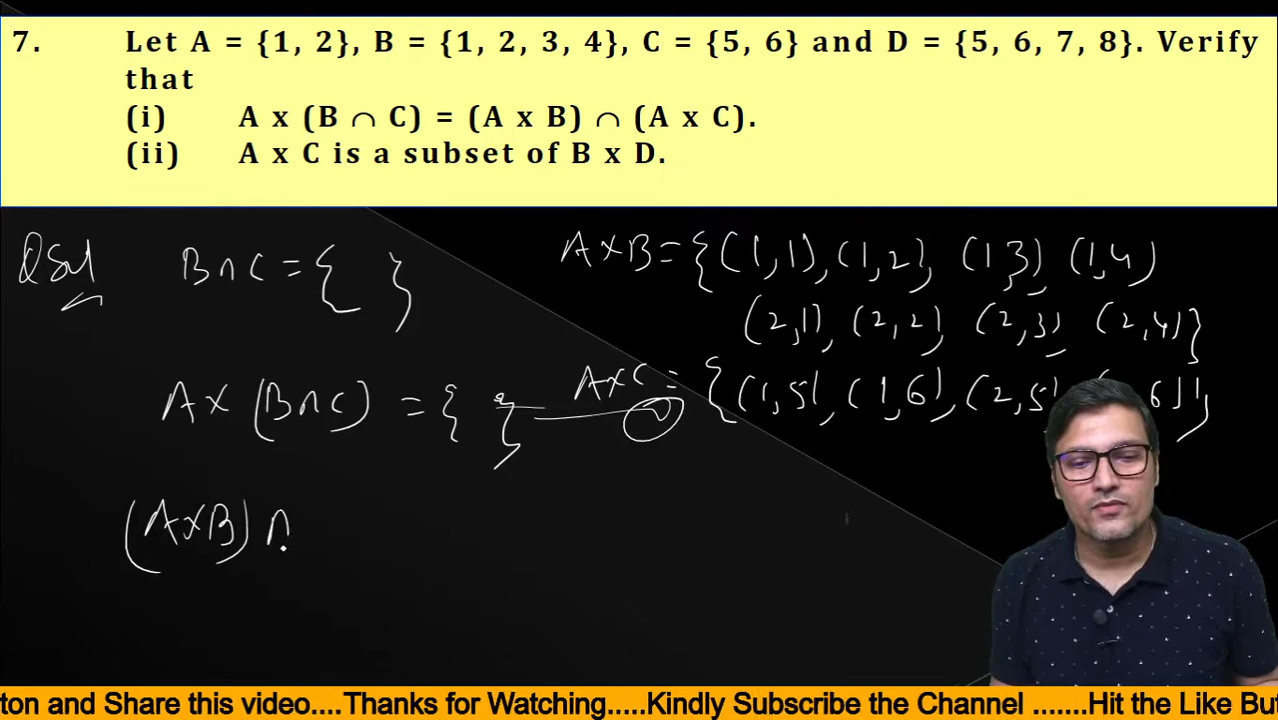 7. Let A = {1, 2}, B = {1, 2, 3, 4}, C = {5, 6} and D = {5, 6, 7, 8}. Verify
that
(i) A x (B ∩ C) = (A x B) ∩ (A x C).
(ii) A x C is a subset of B x D.
Sol B∩C = { }
A×B = {(1,1), (1,2), (1 3), (1,4)
(2,1), (2,2), (2,3), (2,4)}
A×C = {(1,5), (1,6), (2,5) 6)}
A× (B∩C) = { }
(A×B) ∩
ton and Share this video....Thanks for Watching.....Kindly Subscribe the Channel .......Hit the Like Bu